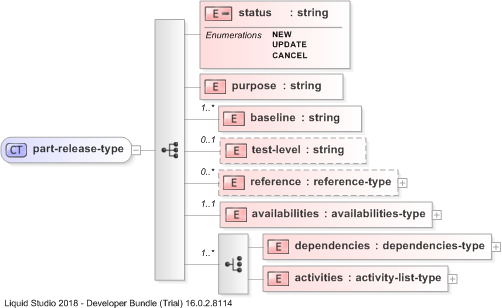 E status : string
Enumerations NEW
UPDATE
CANCEL
E purpose : string
1..*
E baseline : string
0..1
CT part-release-type
E test-level : string
0..*
E reference : reference-type
1..1
E availabilities : availabilities-type
1..*
E dependencies : dependencies-type
E activities : activity-list-type
Liquid Studio 2018 - Developer Bundle (Trial) 16.0.2.8114